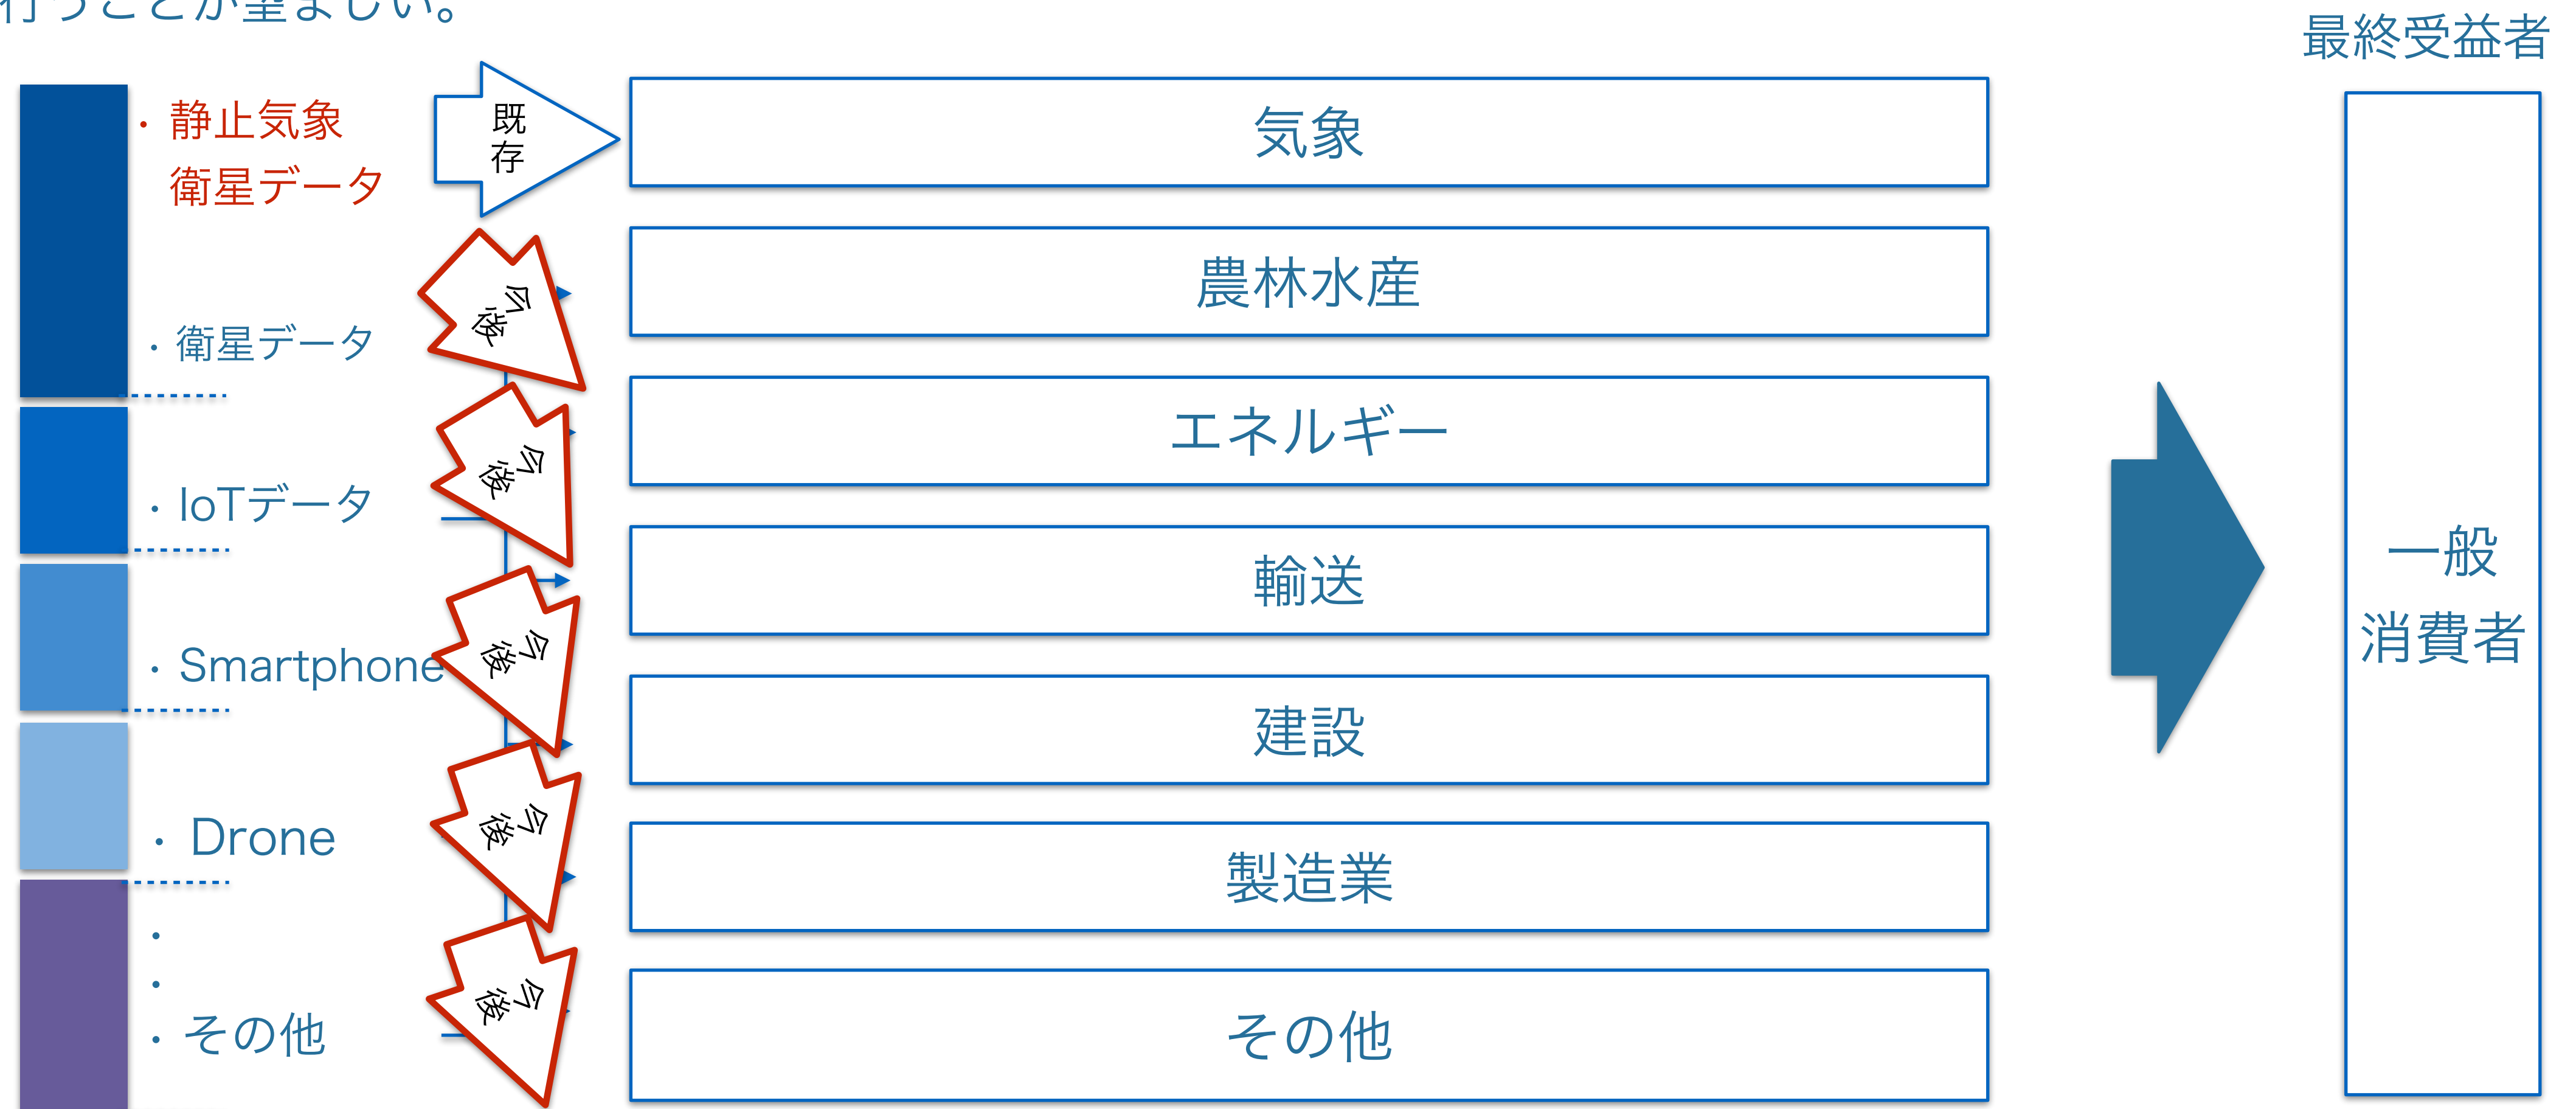 行うことが望ましい。
最終受益者
・静止気象
衛星データ
・衛星データ
・IoTデータ
・Smartphone
・Drone
・
・
・その他
既
存
今
後
今
後
今
後
今
後
今
後
気象
農林水産
エネルギー
輸送
建設
製造業
その他
一般
消費者